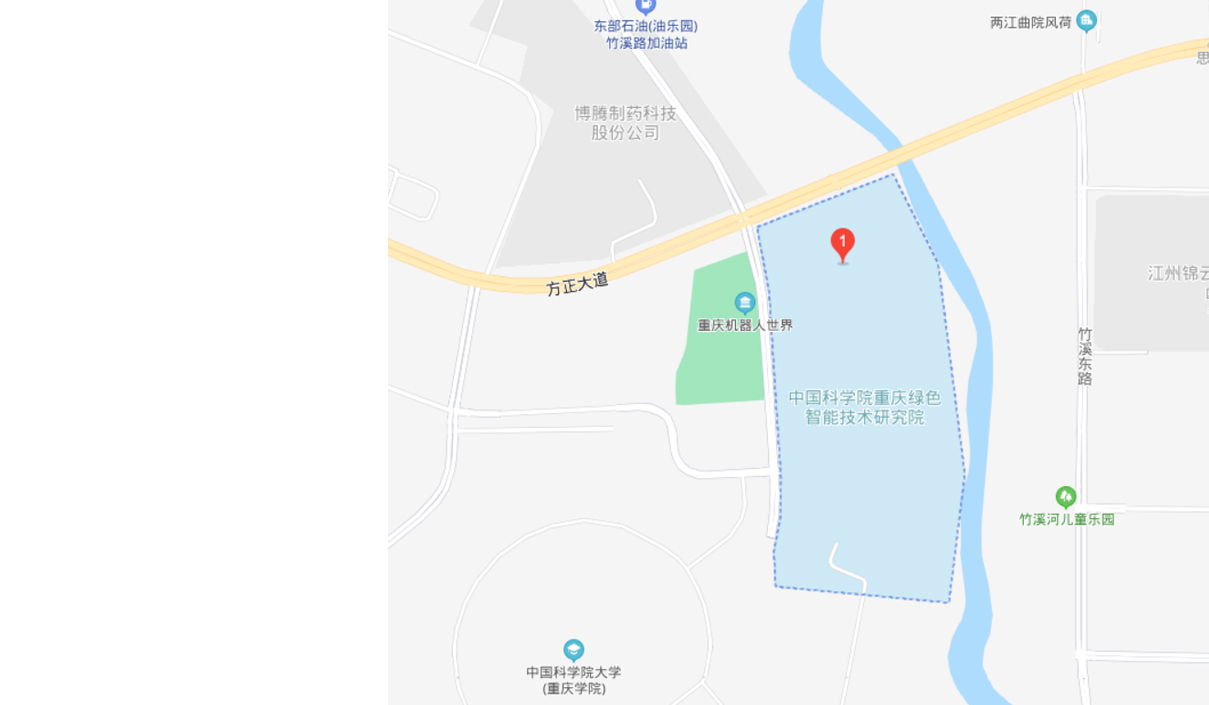 东部石油(油乐园)
竹溪路加油站
两江曲院风荷
思
博腾制药科技
股份公司
方正大道
江州锦云
重庆机器人世界
竹溪东路
中国科学院重庆绿色
智能技术研究院
1
竹溪河儿童乐园
中国科学院大学
(重庆学院)